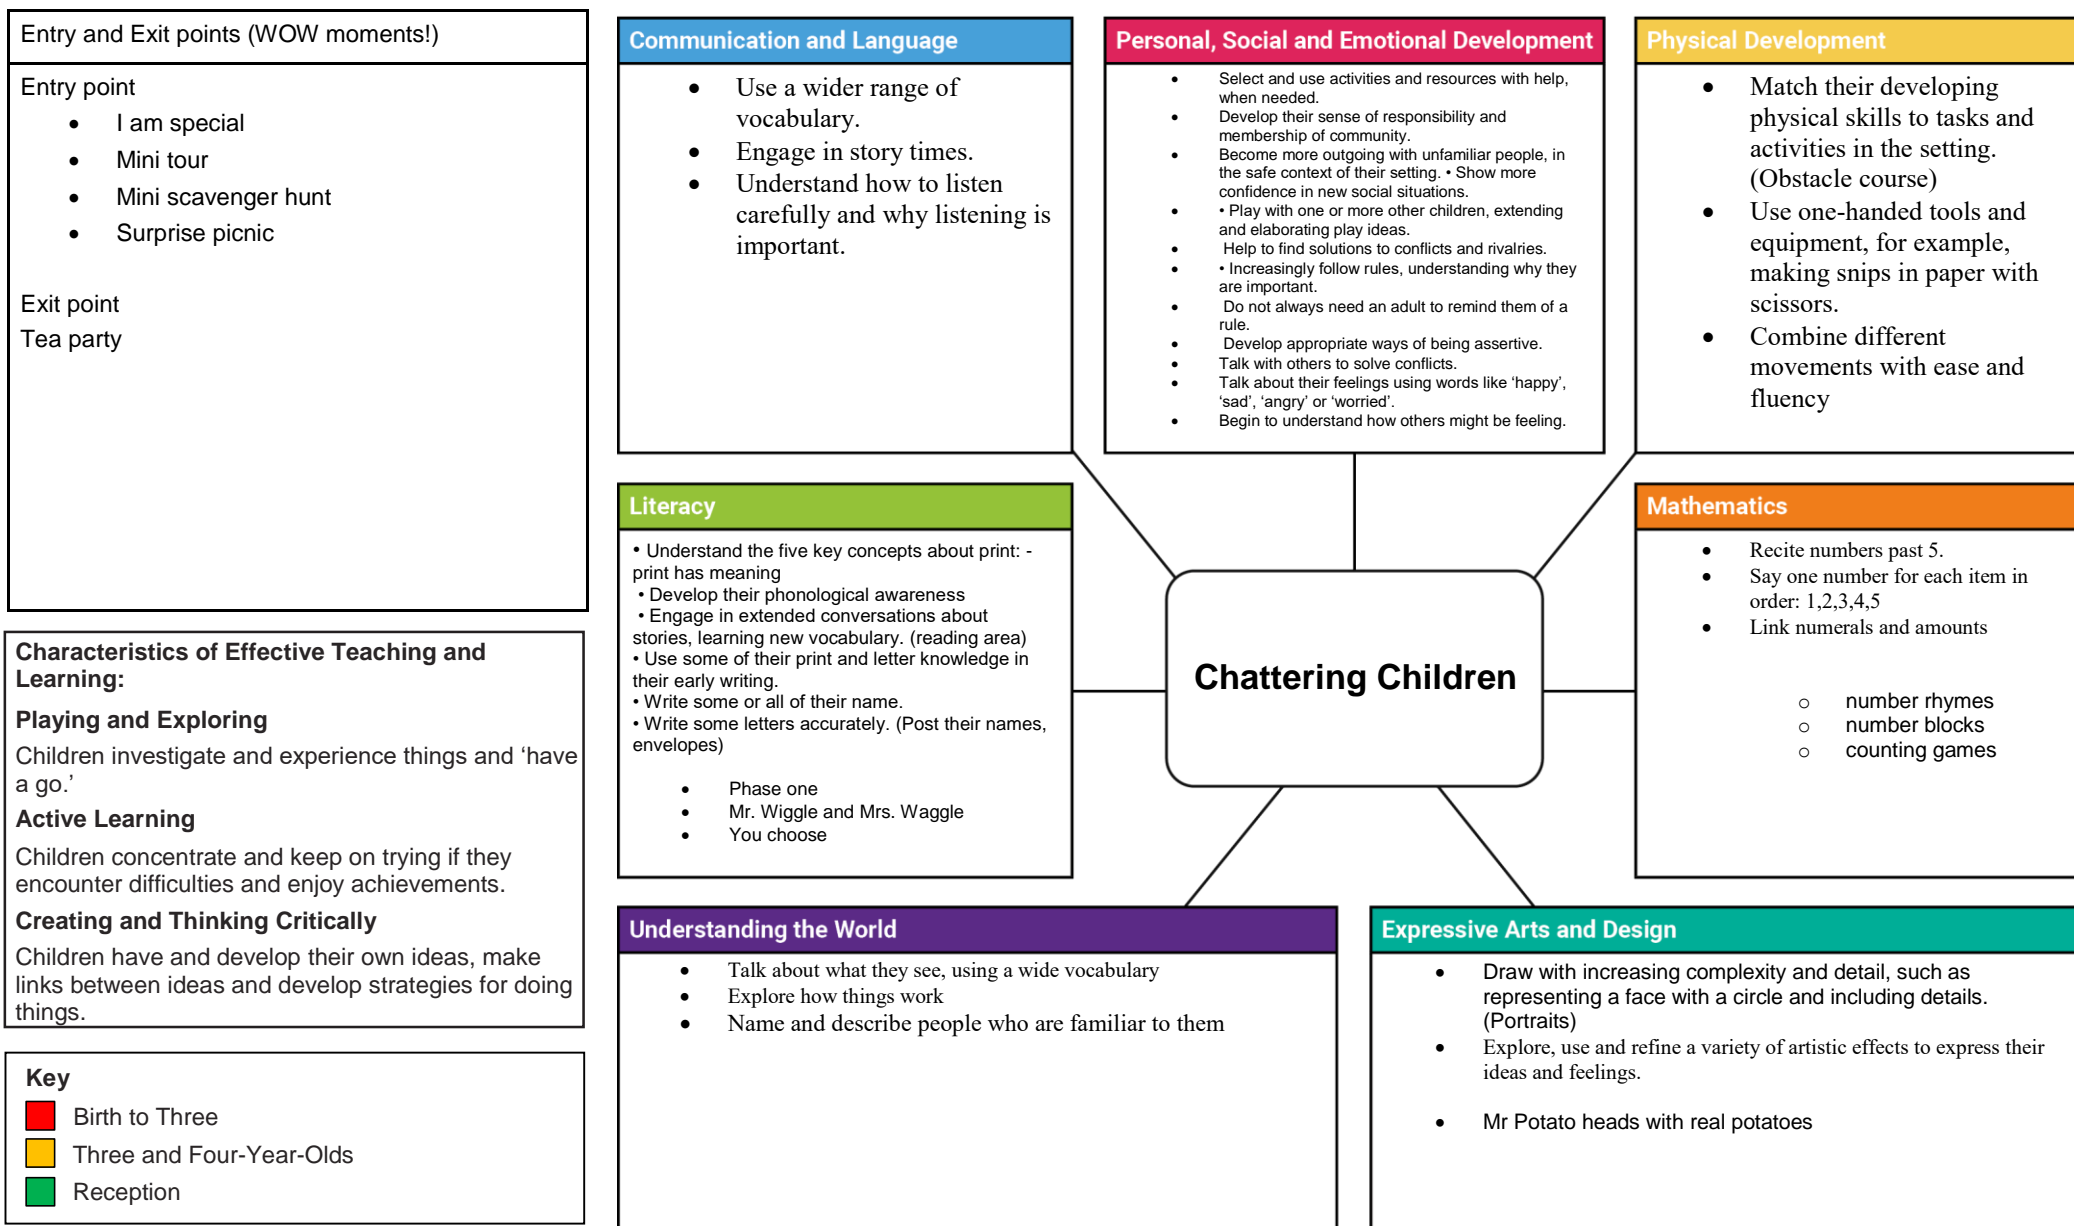 Entry and Exit points (WOW moments!)
Entry point
• I am special
• Mini tour
• Mini scavenger hunt
• Surprise picnic
Exit point
Tea party
Characteristics of Effective Teaching and
Learning:
Playing and Exploring
Children investigate and experience things and ‘have
a go.’
Active Learning
Children concentrate and keep on trying if they
encounter difficulties and enjoy achievements.
Creating and Thinking Critically
Children have and develop their own ideas, make
links between ideas and develop strategies for doing
things.
Key
Birth to Three
Three and Four-Year-Olds
Reception
Communication and Language
• Use a wider range of
vocabulary.
• Engage in story times.
• Understand how to listen
carefully and why listening is
important.
Personal, Social and Emotional Development
• Select and use activities and resources with help,
when needed.
• Develop their sense of responsibility and
membership of community.
• Become more outgoing with unfamiliar people, in
the safe context of their setting. • Show more
confidence in new social situations.
• • Play with one or more other children, extending
and elaborating play ideas.
• Help to find solutions to conflicts and rivalries.
• • Increasingly follow rules, understanding why they
are important.
• Do not always need an adult to remind them of a
rule.
• Develop appropriate ways of being assertive.
• Talk with others to solve conflicts.
• Talk about their feelings using words like ‘happy’,
‘sad’, ‘angry’ or ‘worried’.
• Begin to understand how others might be feeling.
Physical Development
• Match their developing
physical skills to tasks and
activities in the setting.
(Obstacle course)
• Use one-handed tools and
equipment, for example,
making snips in paper with
scissors.
• Combine different
movements with ease and
fluency
Literacy
• Understand the five key concepts about print: -
print has meaning
• Develop their phonological awareness
• Engage in extended conversations about
stories, learning new vocabulary. (reading area)
• Use some of their print and letter knowledge in
their early writing.
• Write some or all of their name.
• Write some letters accurately. (Post their names,
envelopes)
• Phase one
• Mr. Wiggle and Mrs. Waggle
• You choose
Chattering Children
Mathematics
• Recite numbers past 5.
• Say one number for each item in
order: 1,2,3,4,5
• Link numerals and amounts
o number rhymes
o number blocks
o counting games
Understanding the World
• Talk about what they see, using a wide vocabulary
• Explore how things work
• Name and describe people who are familiar to them
Expressive Arts and Design
• Draw with increasing complexity and detail, such as
representing a face with a circle and including details.
(Portraits)
• Explore, use and refine a variety of artistic effects to express their
ideas and feelings.
• Mr Potato heads with real potatoes